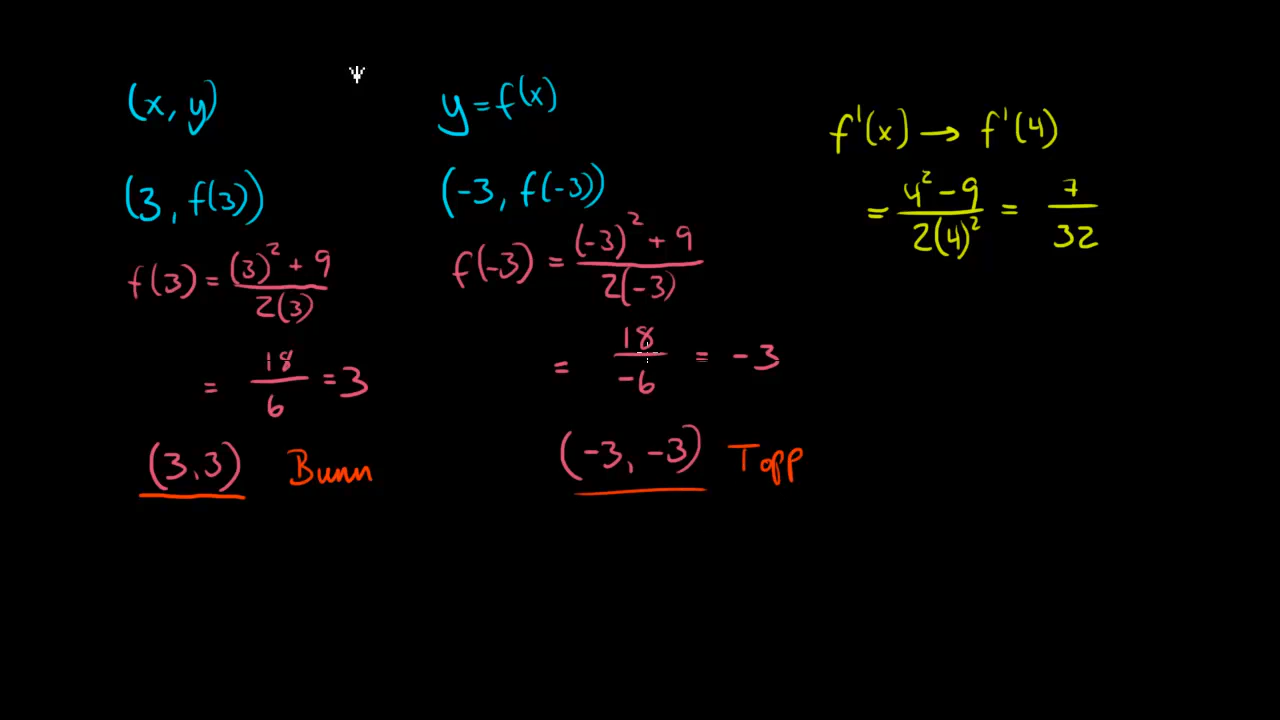 (x, y)
(3, f(3))
f(3) = ((3)² + 9)/(2(3))
= 18/6 = 3
(3,3) Bunn
y = f(x)
(-3, f(-3))
f(-3) = ((-3)² + 9)/(2(-3))
= 18/-6 = -3
(-3, -3) Topp
f'(x) → f'(4)
= (4² - 9)/(2(4)²) = 7/32